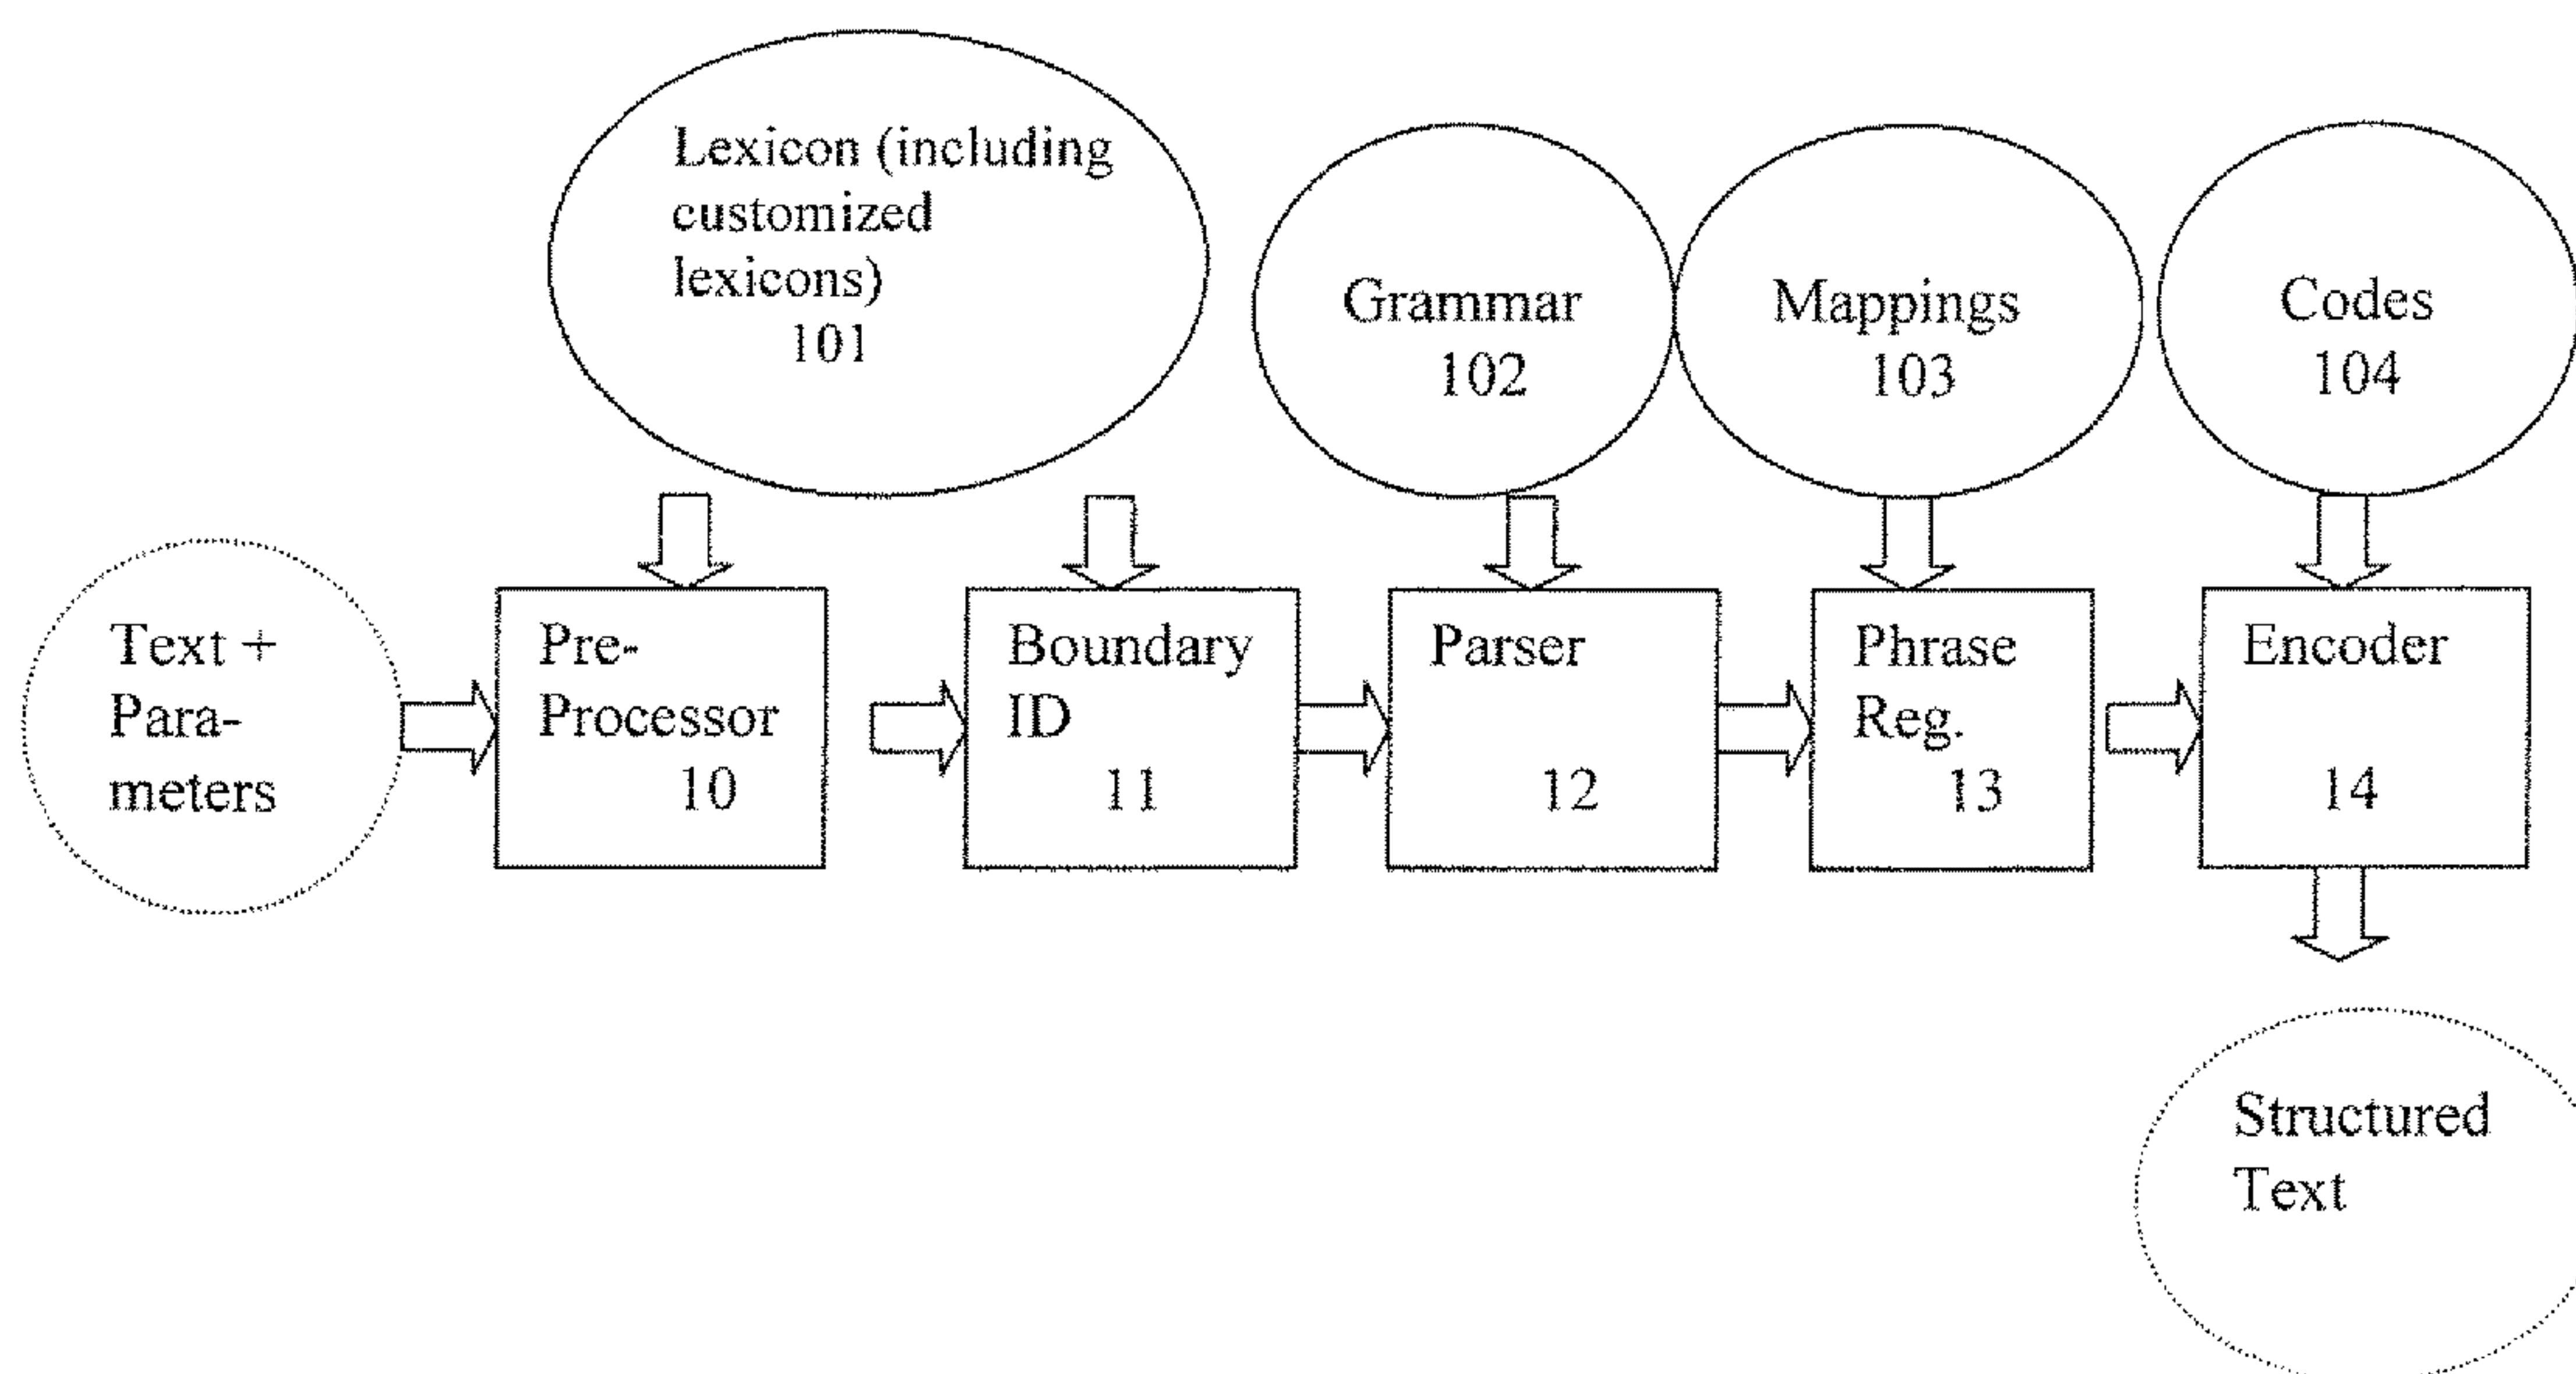 Lexicon (including
customized
lexicons)
101
Grammar
102
Mappings
103
Codes
104
Text +
Para-
meters
Pre-
Processor
10
Boundary
ID
11
Parser
12
Phrase
Reg.
13
Encoder
14
Structured
Text